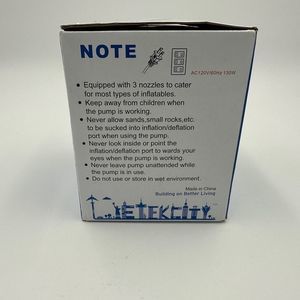 NOTE
AC120V/60Hz 130W
• Equipped with 3 nozzles to cater
for most types of inflatables.
• Keep away from children when
the pump is working.
• Never allow sands,small rocks,etc.
to be sucked into inflation/deflation
port when using the pump.
• Never look inside or point the
inflation/deflation port to wards your
eyes when the pump is working.
• Never leave pump unattended while
the pump is in use.
• Do not use or store in wet environment.
Made in China
Building on Better Living
ETEKCITY